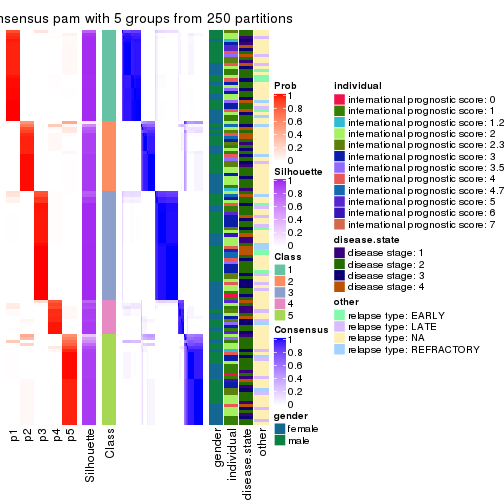 nsensus pam with 5 groups from 250 partitions
p1
p2
p3
p4
p5
Silhouette
Class
gender
individual
disease.state
other
Prob
1
0.8
0.6
0.4
0.2
0
Silhouette
1
0.8
0.6
0.4
0.2
0
Class
1
2
3
4
5
Consensus
1
0.8
0.6
0.4
0.2
0
gender
female
male
individual
international prognostic score: 0
international prognostic score: 1
international prognostic score: 1.2
international prognostic score: 2
international prognostic score: 2.3
international prognostic score: 3
international prognostic score: 3.5
international prognostic score: 4
international prognostic score: 4.7
international prognostic score: 5
international prognostic score: 6
international prognostic score: 7
disease.state
disease stage: 1
disease stage: 2
disease stage: 3
disease stage: 4
other
relapse type: EARLY
relapse type: LATE
relapse type: NA
relapse type: REFRACTORY